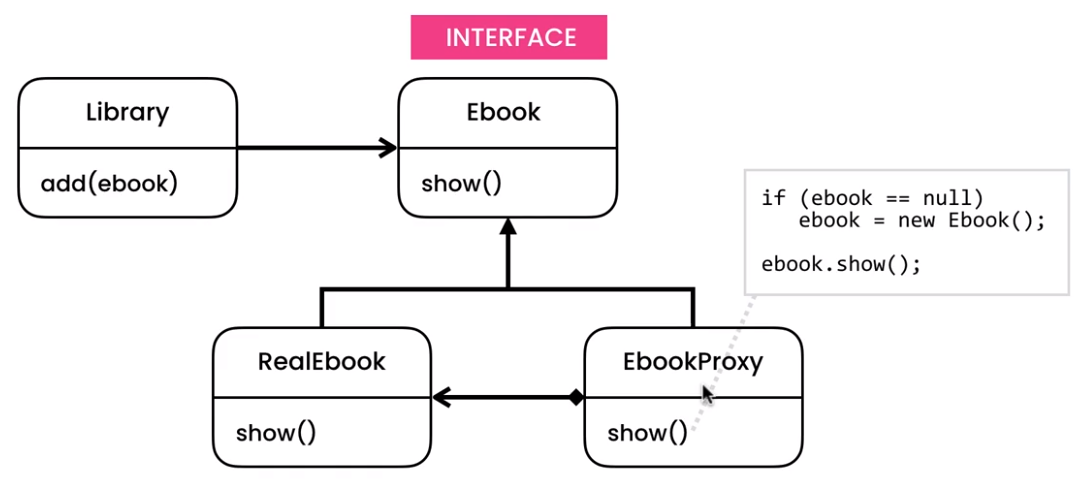 INTERFACE
Library
add(ebook)
Ebook
show()
if (ebook == null)
   ebook = new Ebook();
ebook.show();
RealEbook
show()
EbookProxy
show()